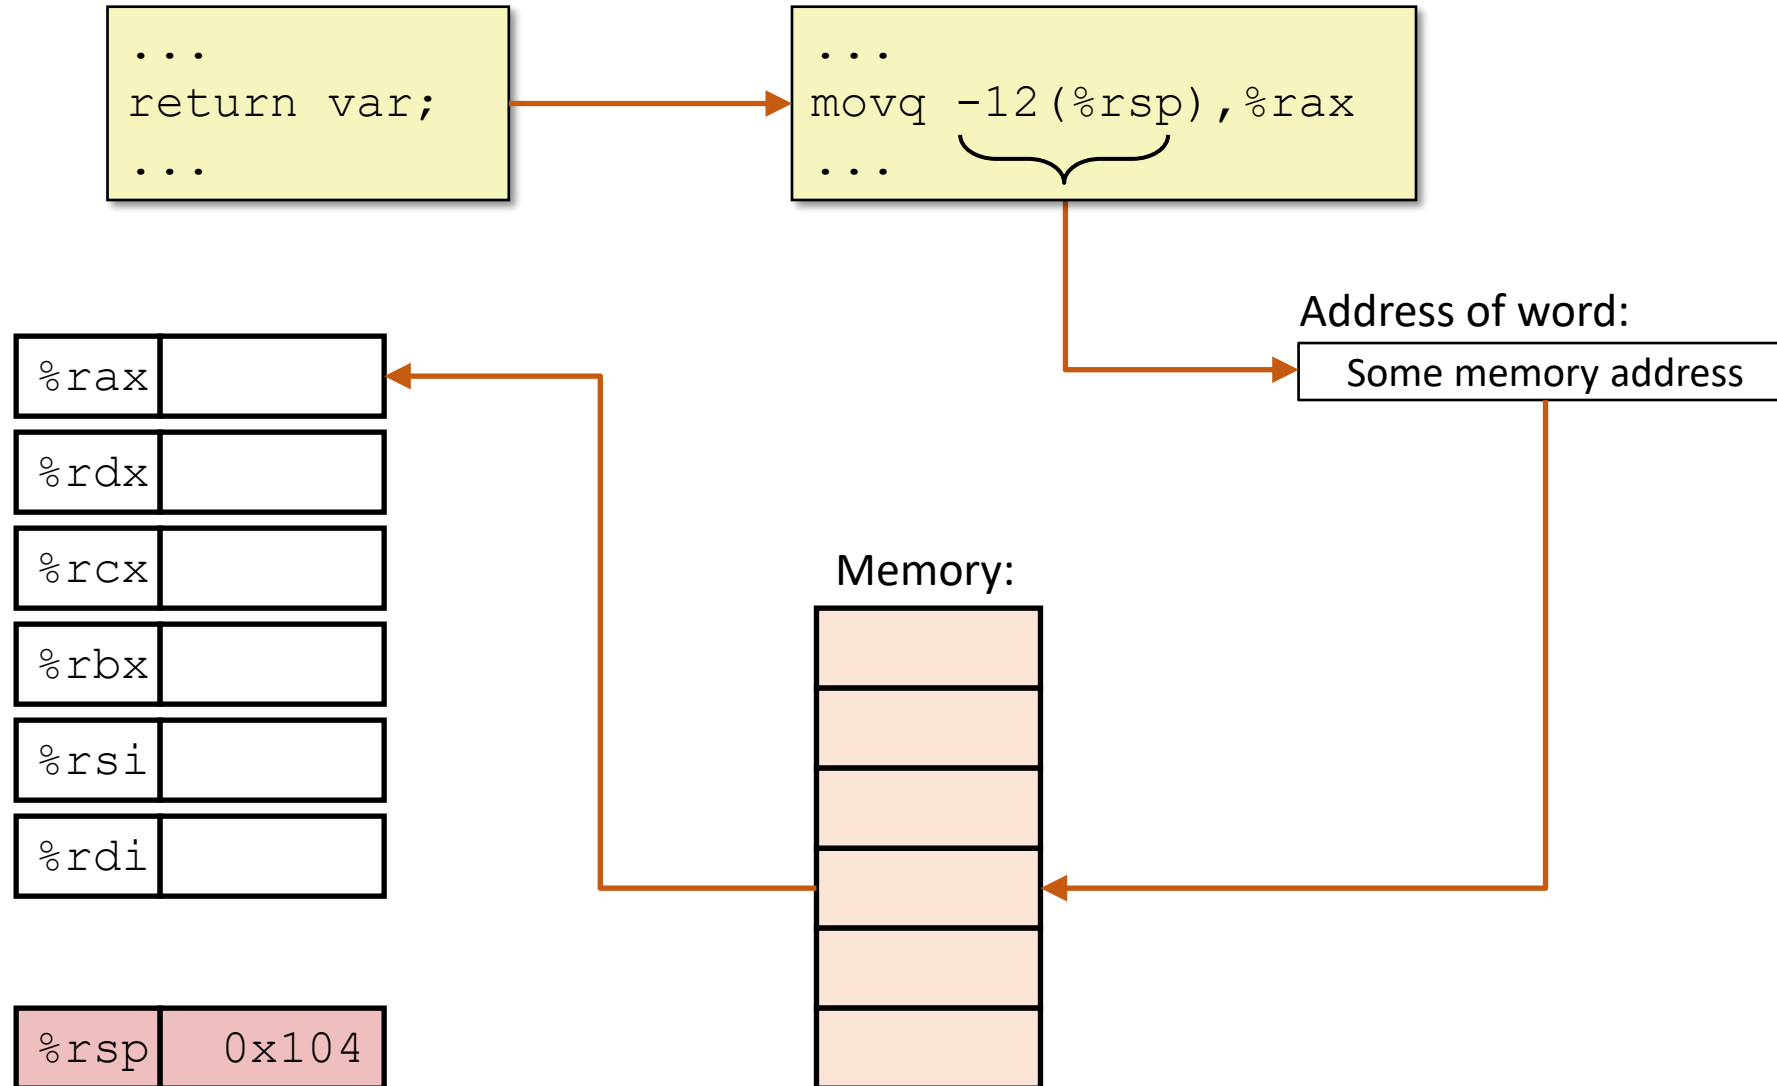 ...
return var;
...
...
movq -12(%rsp),%rax
...
Address of word:
Some memory address
%rax
%rdx
%rcx
%rbx
%rsi
%rdi
Memory:
%rsp 0x104